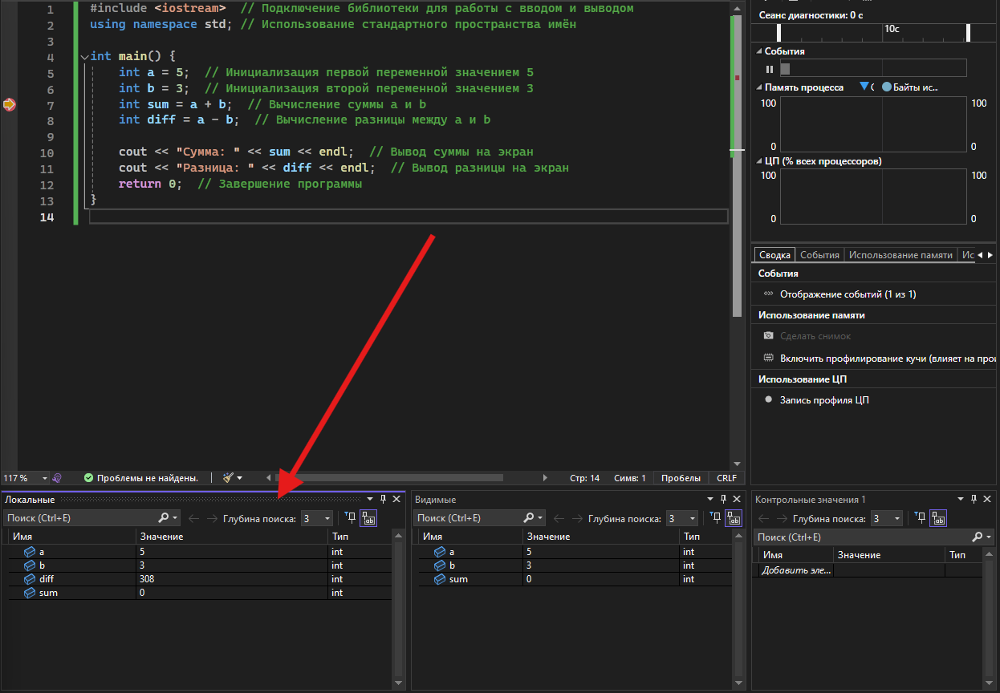 1 #include <iostream> // Подключение библиотеки для работы с вводом и выводом
2 using namespace std; // Использование стандартного пространства имён
3
4 int main() {
5 int a = 5; // Инициализация первой переменной значением 5
6 int b = 3; // Инициализация второй переменной значением 3
7 int sum = a + b; // Вычисление суммы a и b
8 int diff = a - b; // Вычисление разницы между a и b
9
10 cout << "Сумма: " << sum << endl; // Вывод суммы на экран
11 cout << "Разница: " << diff << endl; // Вывод разницы на экран
12 return 0; // Завершение программы
13 }
14
117 % Проблемы не найдены. Стр: 14 Симв: 1 Пробелы CRLF
Сеанс диагностики: 0 с
10с
События
Память процесса Байты ис...
100 100
0 0
ЦП (% всех процессоров)
100 100
0 0
Сводка События Использование памяти Ис
События
Отображение событий (1 из 1)
Использование памяти
Сделать снимок
Включить профилирование кучи (влияет на прои
Использование ЦП
Запись профиля ЦП
Локальные
Поиск (Ctrl+E) Глубина поиска: 3
Имя Значение Тип
a 5 int
b 3 int
diff 308 int
sum 0 int
Видимые
Поиск (Ctrl+E) Глубина поиска: 3
Имя Значение Тип
a 5 int
b 3 int
sum 0 int
Контрольные значения 1
Глубина поиска: 3
Поиск (Ctrl+E)
Имя Значение Тип
Добавить эле...